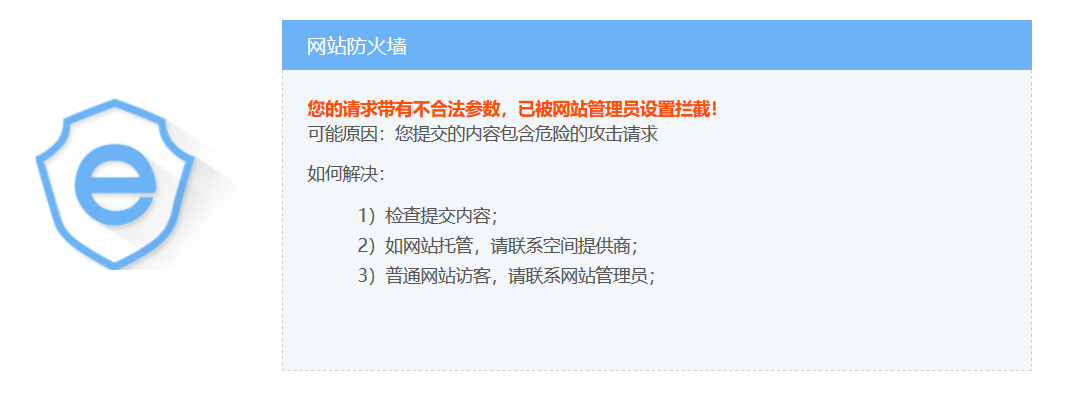 网站防火墙
您的请求带有不合法参数，已被网站管理员设置拦截！
可能原因：您提交的内容包含危险的攻击请求
如何解决：
1）检查提交内容；
2）如网站托管，请联系空间提供商；
3）普通网站访客，请联系网站管理员；